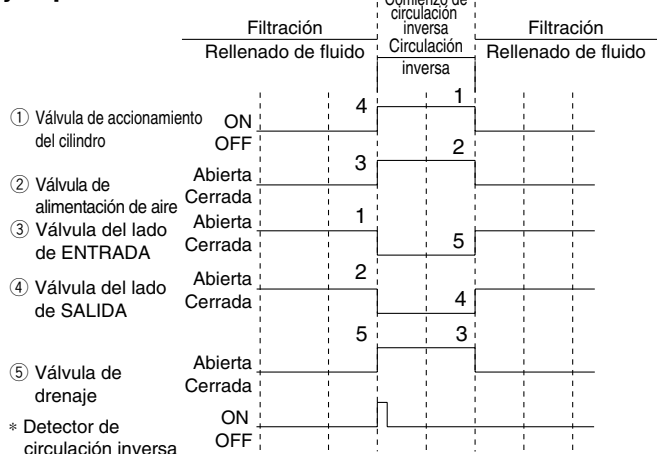 Comienzo de
circulación
inversa
Filtración
Filtración
Rellenado de fluido
Circulación
inversa
Rellenado de fluido
① Válvula de accionamiento
del cilindro
ON
OFF
4
1
② Válvula de
alimentación de aire
Abierta
Cerrada
3
2
③ Válvula del lado
de ENTRADA
Abierta
Cerrada
1
5
④ Válvula del lado
de SALIDA
Abierta
Cerrada
2
4
⑤ Válvula de
drenaje
Abierta
Cerrada
5
3
* Detector de
circulación inversa
ON
OFF